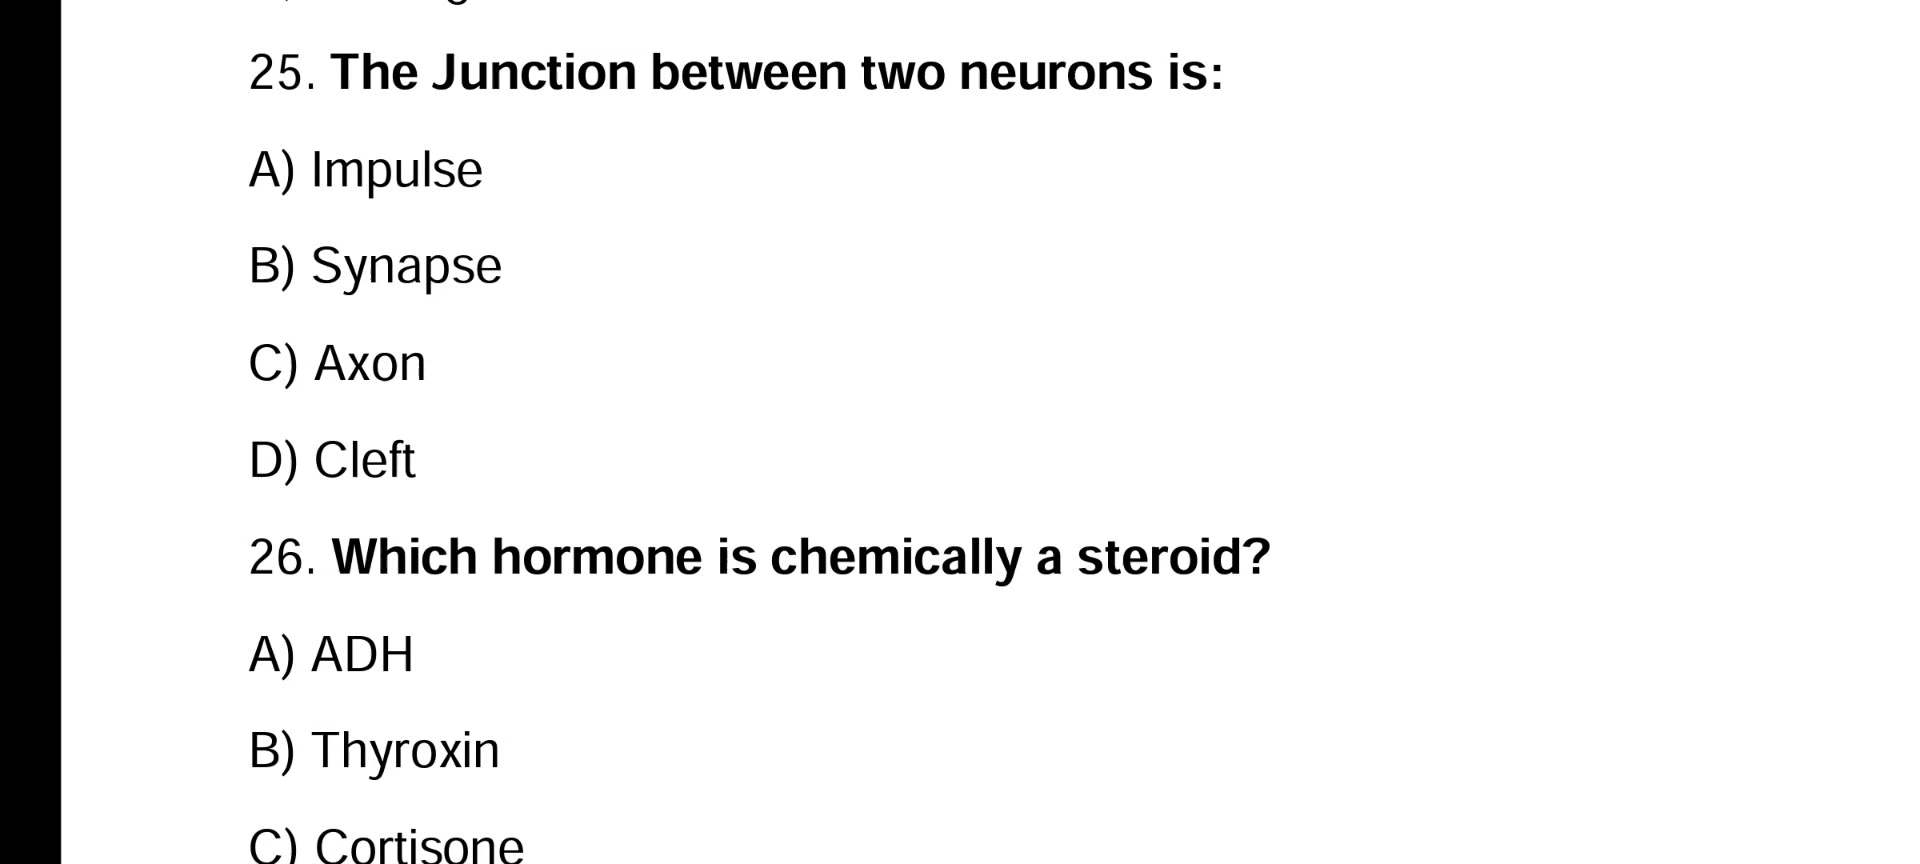 25. The Junction between two neurons is:
A) Impulse
B) Synapse
C) Axon
D) Cleft
26. Which hormone is chemically a steroid?
A) ADH
B) Thyroxin
C) Cortisone